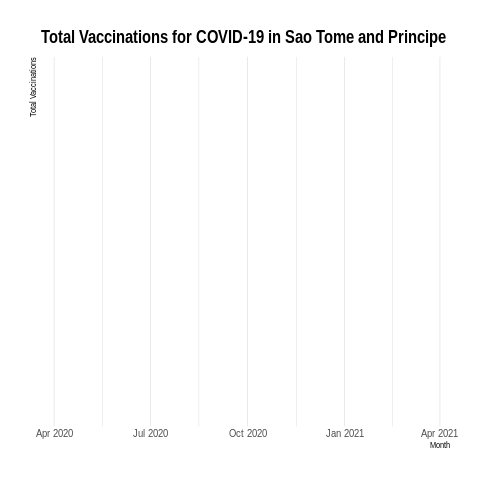 Total Vaccinations for COVID-19 in Sao Tome and Principe
Total Vaccinations
Apr 2020
Jul 2020
Oct 2020
Jan 2021
Apr 2021
Month